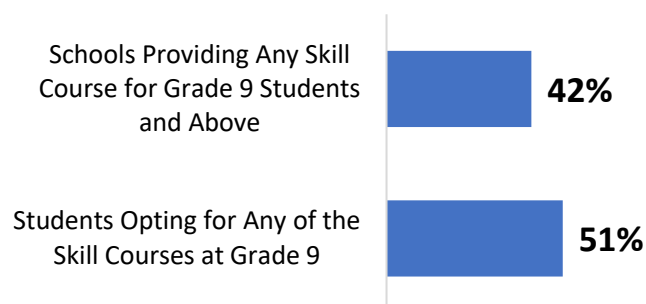 Schools Providing Any Skill
Course for Grade 9 Students
and Above
42%
Students Opting for Any of the
Skill Courses at Grade 9
51%